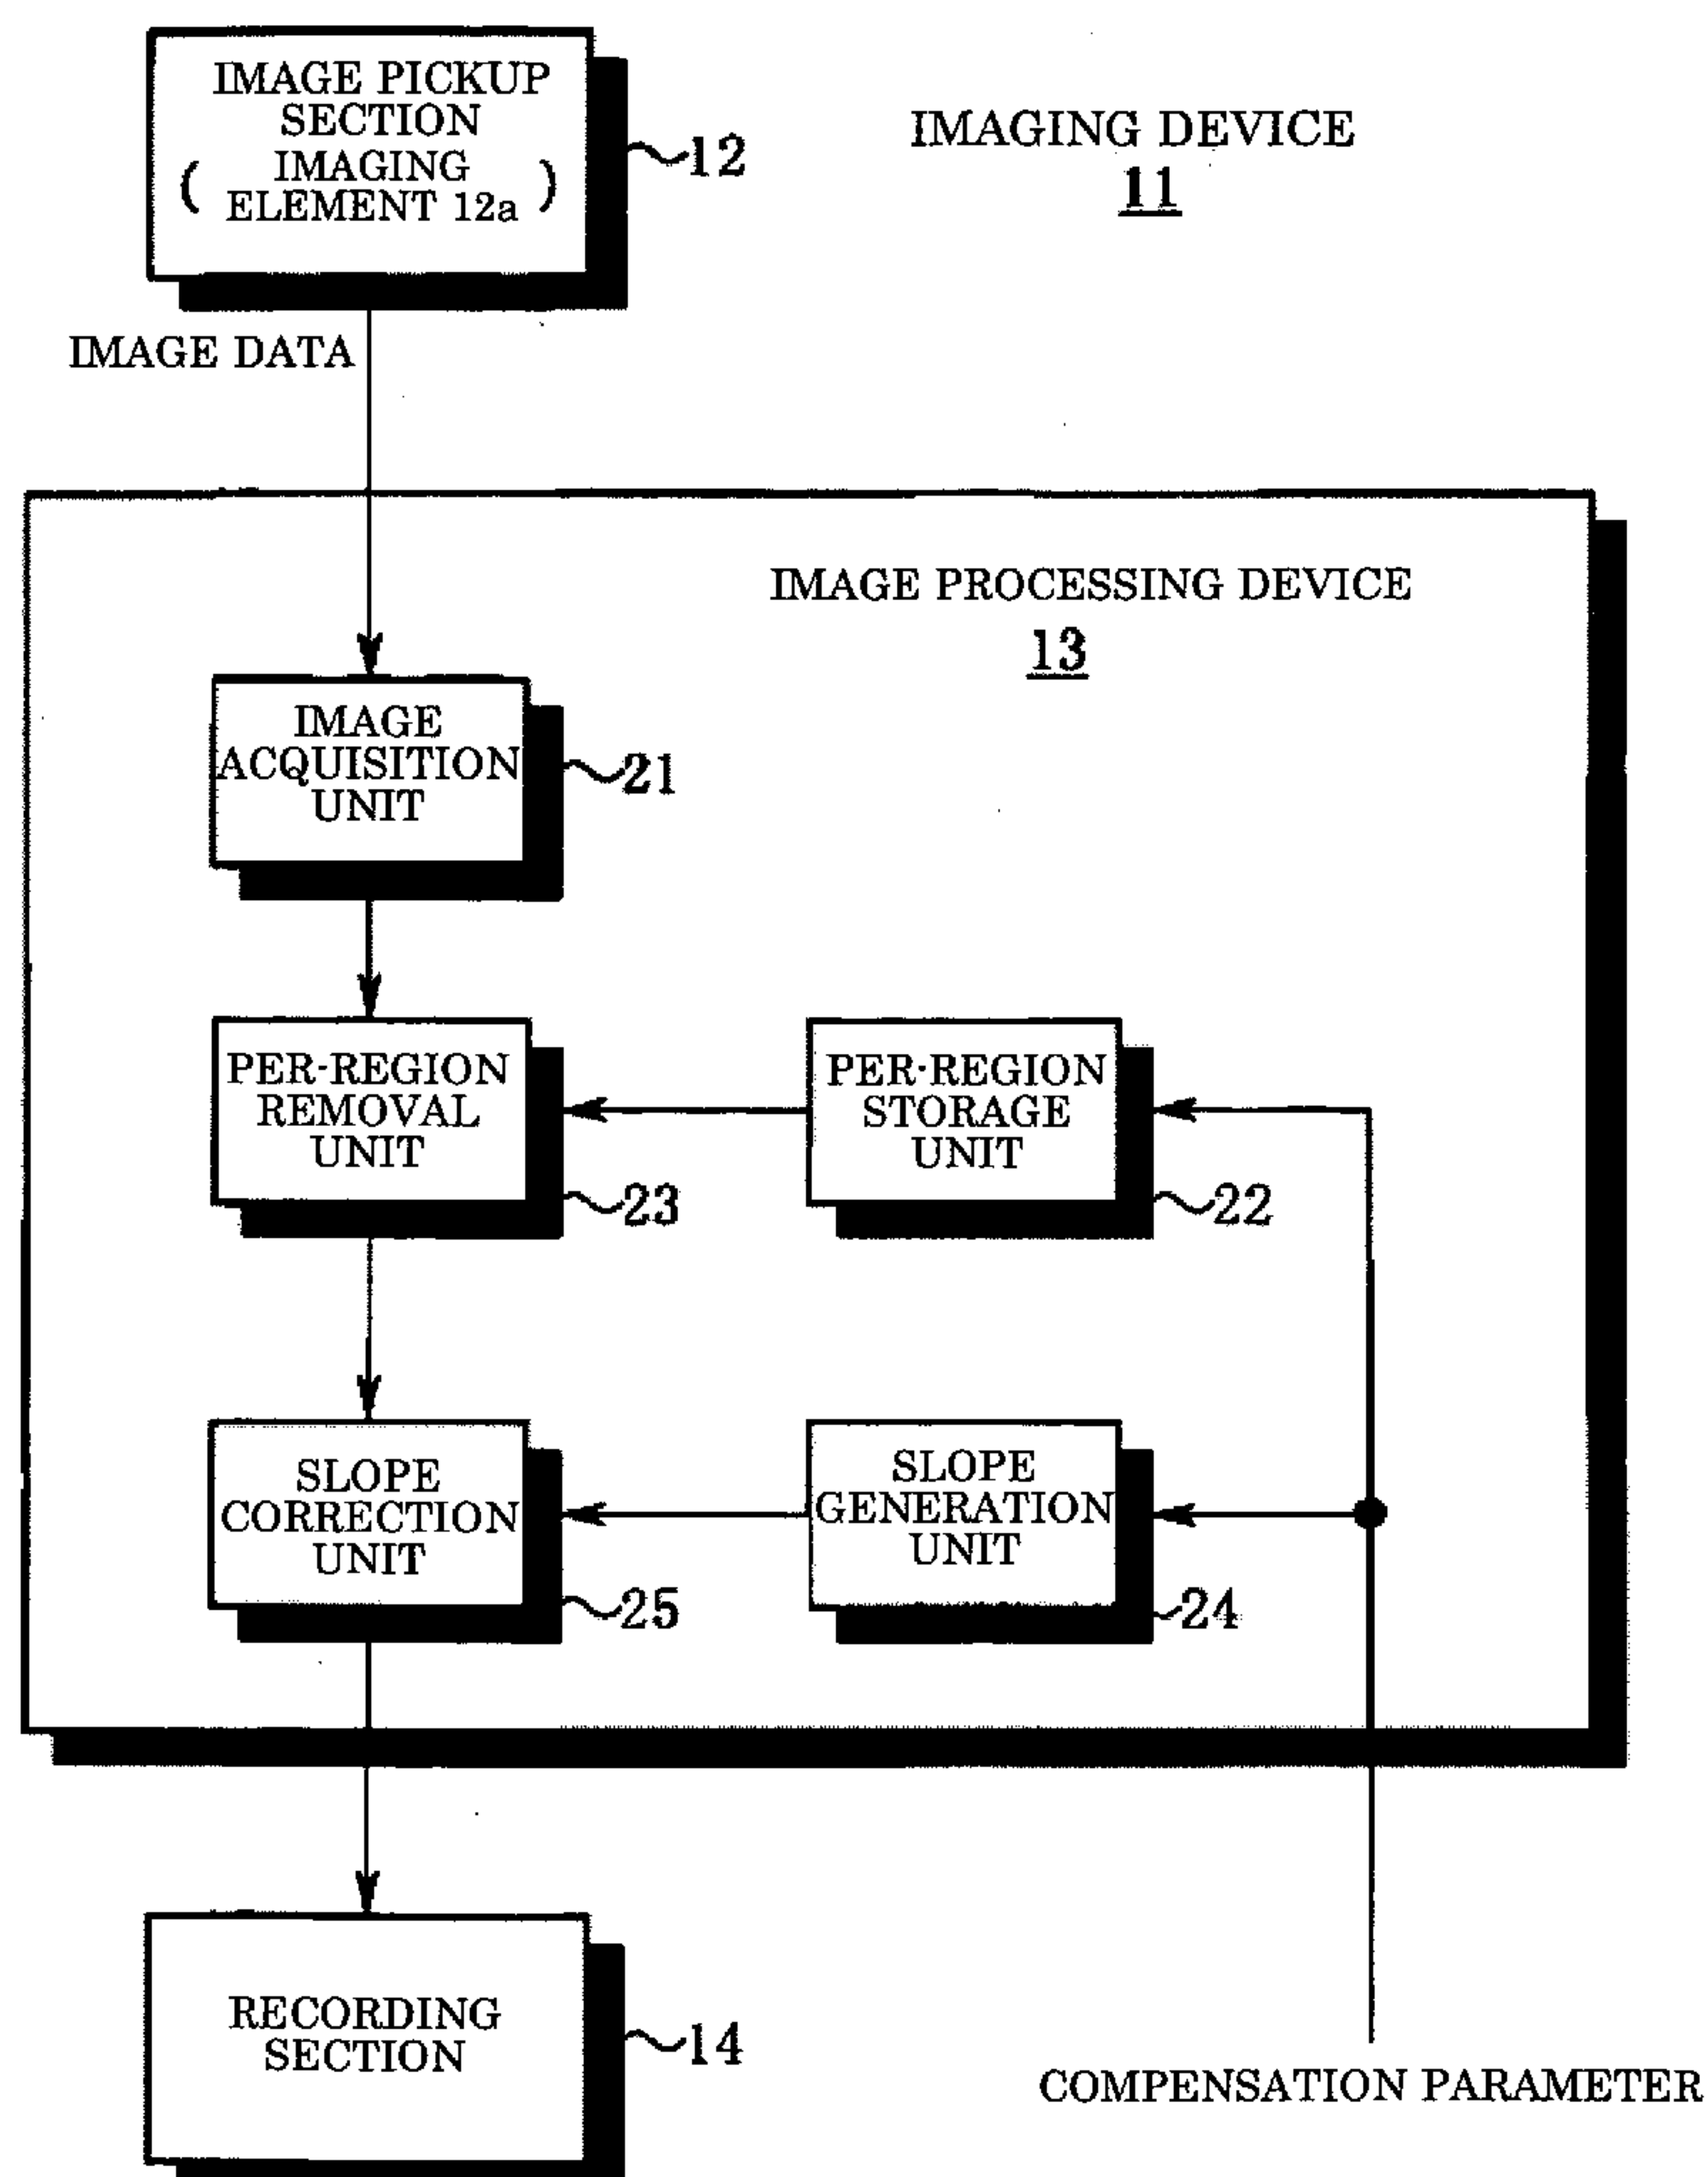 IMAGE PICKUP
SECTION
( IMAGING
ELEMENT 12a )
12
IMAGING DEVICE
11
IMAGE DATA
IMAGE PROCESSING DEVICE
13
IMAGE
ACQUISITION
UNIT
21
PER-REGION
REMOVAL
UNIT
23
PER-REGION
STORAGE
UNIT
22
SLOPE
CORRECTION
UNIT
25
SLOPE
GENERATION
UNIT
24
RECORDING
SECTION
14
COMPENSATION PARAMETER